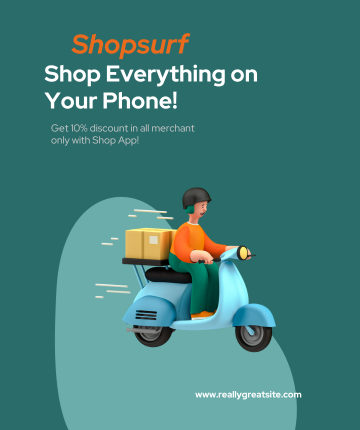 Shopsurf
Shop Everything on
Your Phone!
Get 10% discount in all merchant
only with Shop App!
www.reallygreatsite.com